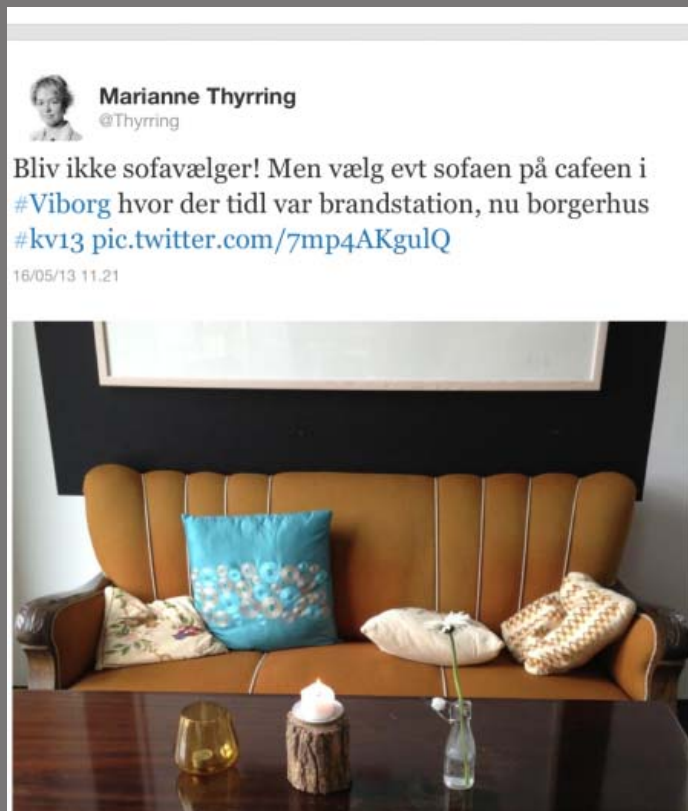 Marianne Thyrring
@Thyrring
Bliv ikke sofavælger! Men vælg evt sofaen på cafeen i
#Viborg hvor der tidl var brandstation, nu borgerhus
#kv13 pic.twitter.com/7mp4AKgulQ
16/05/13 11.21